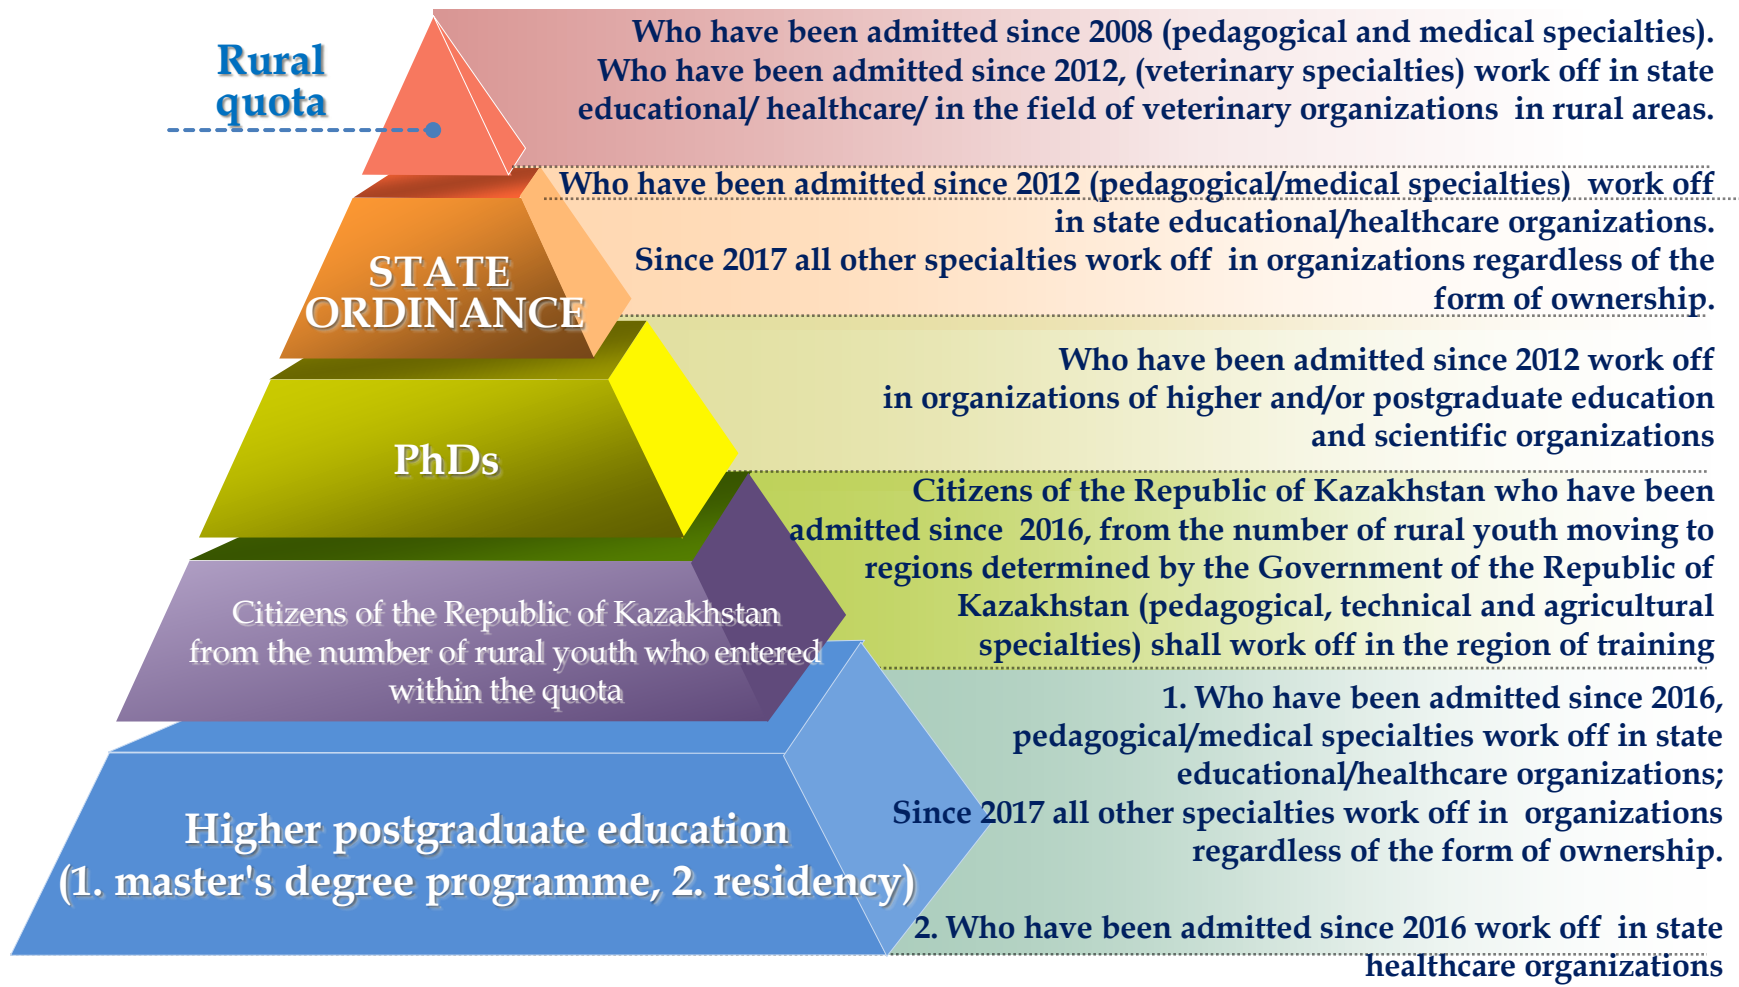 Rural
quota
Who have been admitted since 2008 (pedagogical and medical specialties).
Who have been admitted since 2012, (veterinary specialties) work off in state
educational/ healthcare/ in the field of veterinary organizations in rural areas.
STATE
ORDINANCE
Who have been admitted since 2012 (pedagogical/medical specialties) work off
in state educational/healthcare organizations.
Since 2017 all other specialties work off in organizations regardless of the
form of ownership.
PhDs
Who have been admitted since 2012 work off
in organizations of higher and/or postgraduate education
and scientific organizations
Citizens of the Republic of Kazakhstan
from the number of rural youth who entered
within the quota
Citizens of the Republic of Kazakhstan who have been
admitted since 2016, from the number of rural youth moving to
regions determined by the Government of the Republic of
Kazakhstan (pedagogical, technical and agricultural
specialties) shall work off in the region of training
Higher postgraduate education
(1. master's degree programme, 2. residency)
1. Who have been admitted since 2016,
pedagogical/medical specialties work off in state
educational/healthcare organizations;
Since 2017 all other specialties work off in organizations
regardless of the form of ownership.
2. Who have been admitted since 2016 work off in state
healthcare organizations